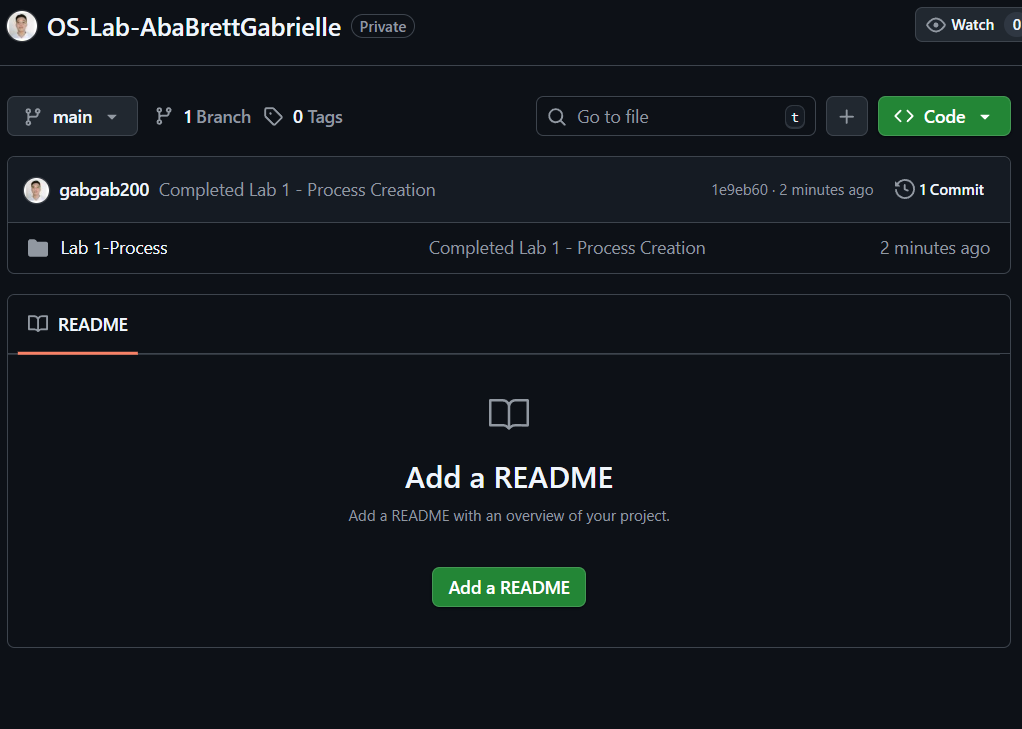 OS-Lab-AbaBrettGabrielle Private Watch 0
main 1 Branch 0 Tags Go to file t Code
gabgab200 Completed Lab 1 - Process Creation 1e9eb60 · 2 minutes ago 1 Commit
Lab 1-Process Completed Lab 1 - Process Creation 2 minutes ago
README
Add a README
Add a README with an overview of your project.
Add a README